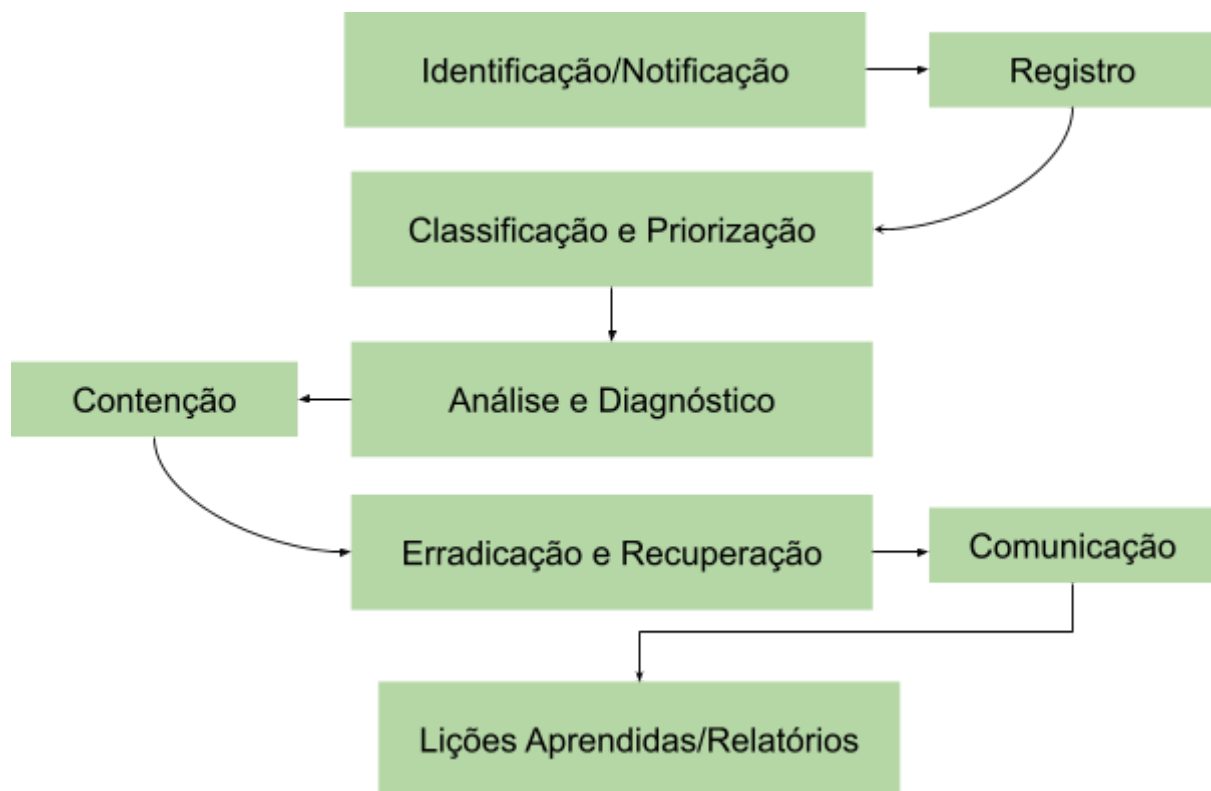 Identificação/Notificação
Registro
Classificação e Priorização
Análise e Diagnóstico
Contenção
Erradicação e Recuperação
Comunicação
Lições Aprendidas/Relatórios